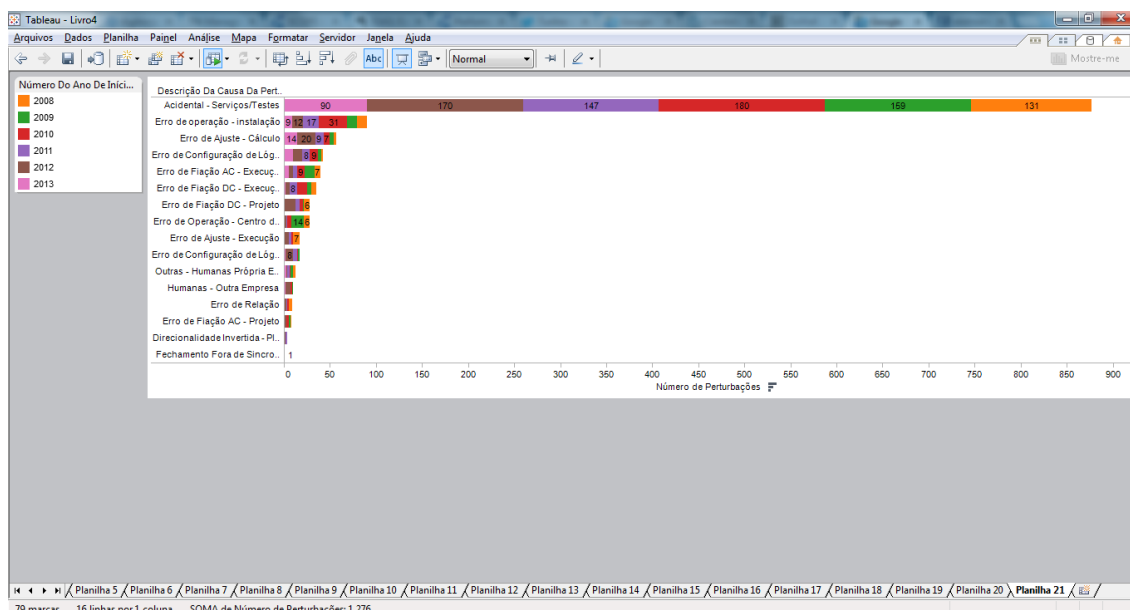 Tableau - Livro4
Arquivos Dados Planilha Painel Análise Mapa Formatar Servidor Janela Ajuda
Abc Normal Mostre-me
Número Do Ano De Iníci...
2008
2009
2010
2011
2012
2013
Descrição Da Causa Da Pert..
Acidental - Serviços/Testes 90 170 147 180 159 131
Erro de operação - instalação 9 12 17 31
Erro de Ajuste - Cálculo 14 20 9 7
Erro de Configuração de Lóg.. 8 9
Erro de Fiação AC - Execuç.. 9 7
Erro de Fiação DC - Execuç.. 8
Erro de Fiação DC - Projeto 6
Erro de Operação - Centro d.. 14 6
Erro de Ajuste - Execução 7
Erro de Configuração de Lóg.. 8
Outras - Humanas Própria E..
Humanas - Outra Empresa
Erro de Relação
Erro de Fiação AC - Projeto
Direcionalidade Invertida - Pl..
Fechamento Fora de Sincro.. 1
0 50 100 150 200 250 300 350 400 450 500 550 600 650 700 750 800 850 900
Número de Perturbações
Planilha 5 Planilha 6 Planilha 7 Planilha 8 Planilha 9 Planilha 10 Planilha 11 Planilha 12 Planilha 13 Planilha 14 Planilha 15 Planilha 16 Planilha 17 Planilha 18 Planilha 19 Planilha 20 Planilha 21
79 marcas 16 linhas por 1 coluna SOMA de Número de Perturbações: 1.276